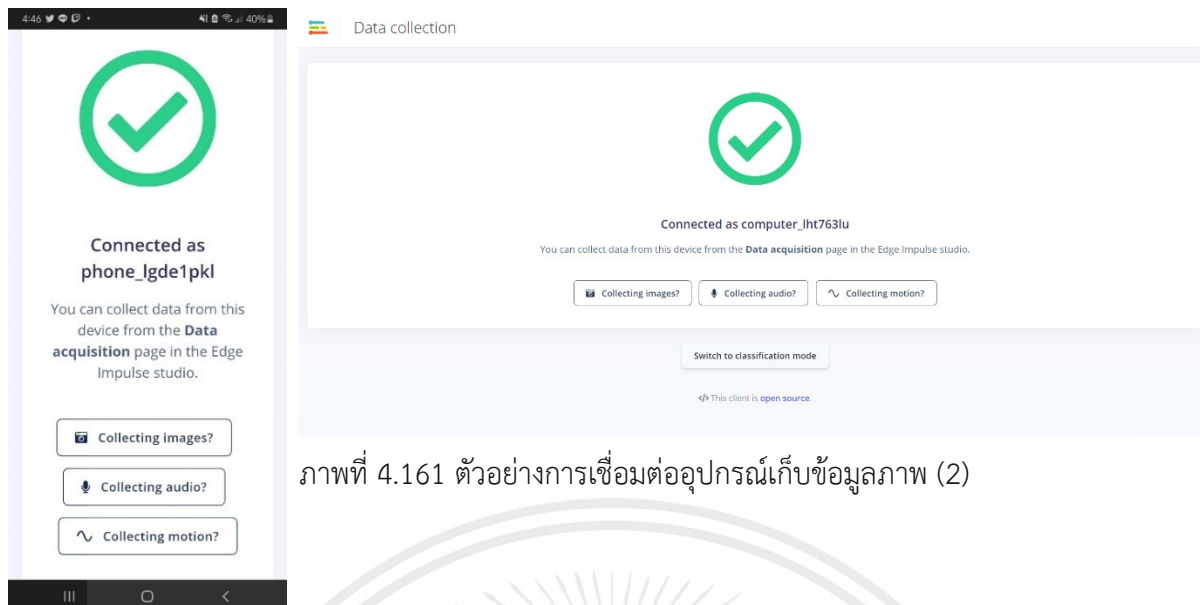 4:46
40%
Connected as
phone_lgde1pkl
You can collect data from this
device from the Data
acquisition page in the Edge
Impulse studio.
Collecting images?
Collecting audio?
Collecting motion?
Data collection
Connected as computer_lht763lu
You can collect data from this device from the Data acquisition page in the Edge Impulse studio.
Collecting images? Collecting audio? Collecting motion?
Switch to classification mode
</> This client is open source.
ภาพที่ 4.161 ตัวอย่างการเชื่อมต่ออุปกรณ์เก็บข้อมูลภาพ (2)